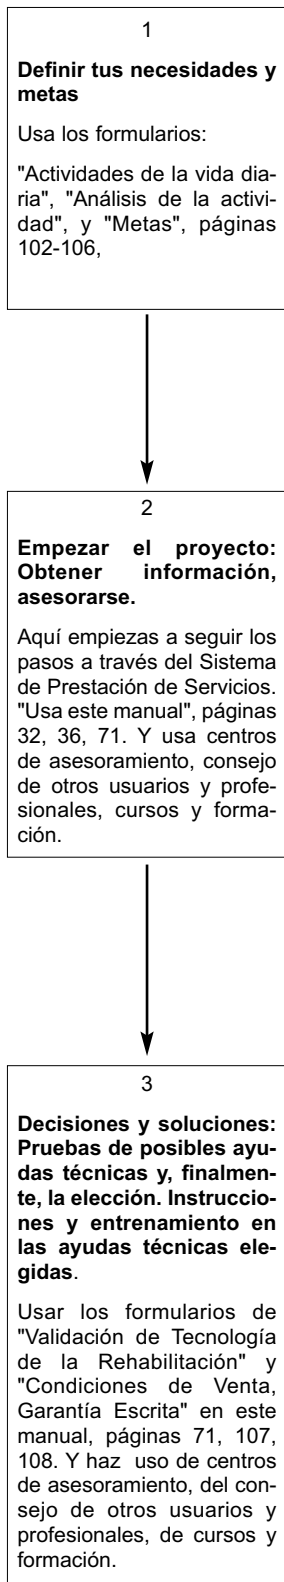 1
Definir tus necesidades y
metas
Usa los formularios:
"Actividades de la vida dia-
ria", "Análisis de la activi-
dad", y "Metas", páginas
102-106,
2
Empezar el proyecto:
Obtener información,
asesorarse.
Aquí empiezas a seguir los
pasos a través del Sistema
de Prestación de Servicios.
"Usa este manual", páginas
32, 36, 71. Y usa centros
de asesoramiento, consejo
de otros usuarios y profe-
sionales, cursos y forma-
ción.
3
Decisiones y soluciones:
Pruebas de posibles ayu-
das técnicas y, finalmen-
te, la elección. Instruccio-
nes y entrenamiento en
las ayudas técnicas ele-
gidas.
Usar los formularios de
"Validación de Tecnología
de la Rehabilitación" y
"Condiciones de Venta,
Garantía Escrita" en este
manual, páginas 71, 107,
108. Y haz uso de centros
de asesoramiento, del con-
sejo de otros usuarios y
profesionales, de cursos y
formación.